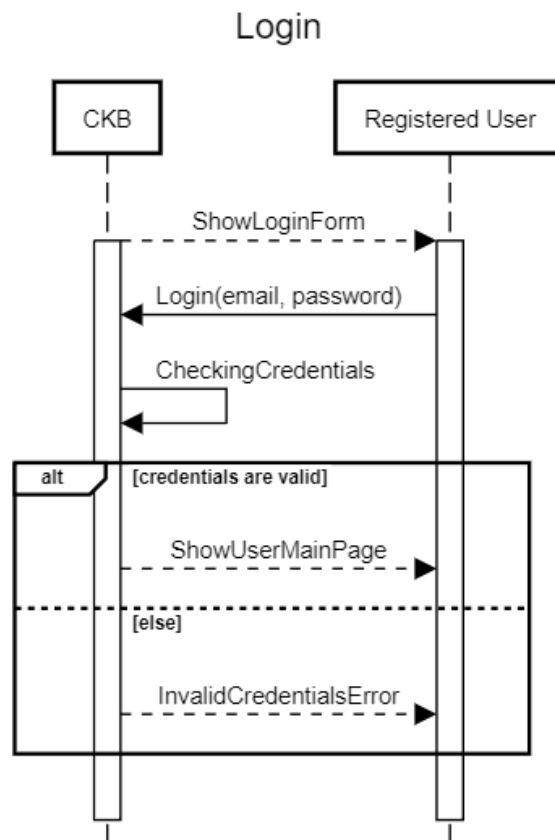 Login
CKB
Registered User
ShowLoginForm
Login(email, password)
CheckingCredentials
alt
[credentials are valid]
ShowUserMainPage
[else]
InvalidCredentialsError